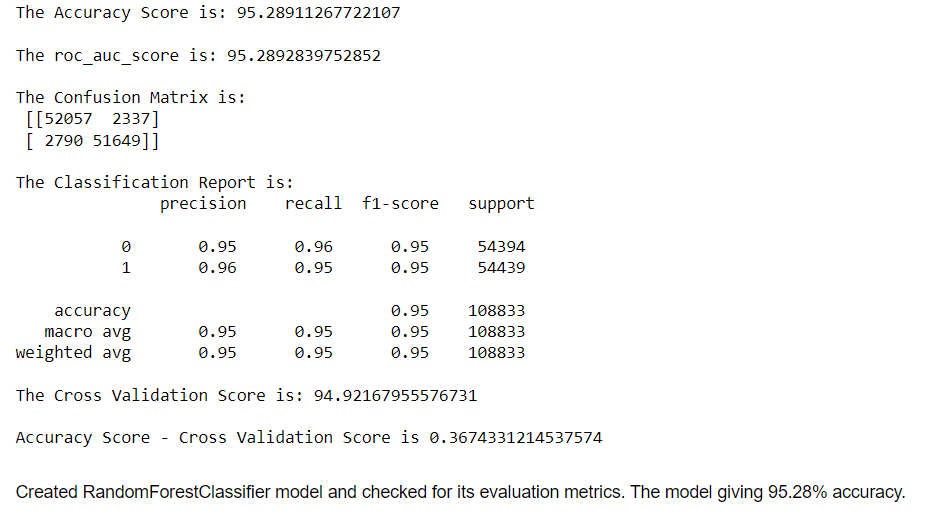 The Accuracy Score is: 95.28911267722107
The roc_auc_score is: 95.2892839752852
The Confusion Matrix is:
[[52057  2337]
[ 2790 51649]]
The Classification Report is:
precision    recall  f1-score   support
0       0.95      0.96      0.95     54394
1       0.96      0.95      0.95     54439
accuracy                           0.95    108833
macro avg       0.95      0.95      0.95    108833
weighted avg       0.95      0.95      0.95    108833
The Cross Validation Score is: 94.92167955576731
Accuracy Score - Cross Validation Score is 0.3674331214537574
Created RandomForestClassifier model and checked for its evaluation metrics. The model giving 95.28% accuracy.